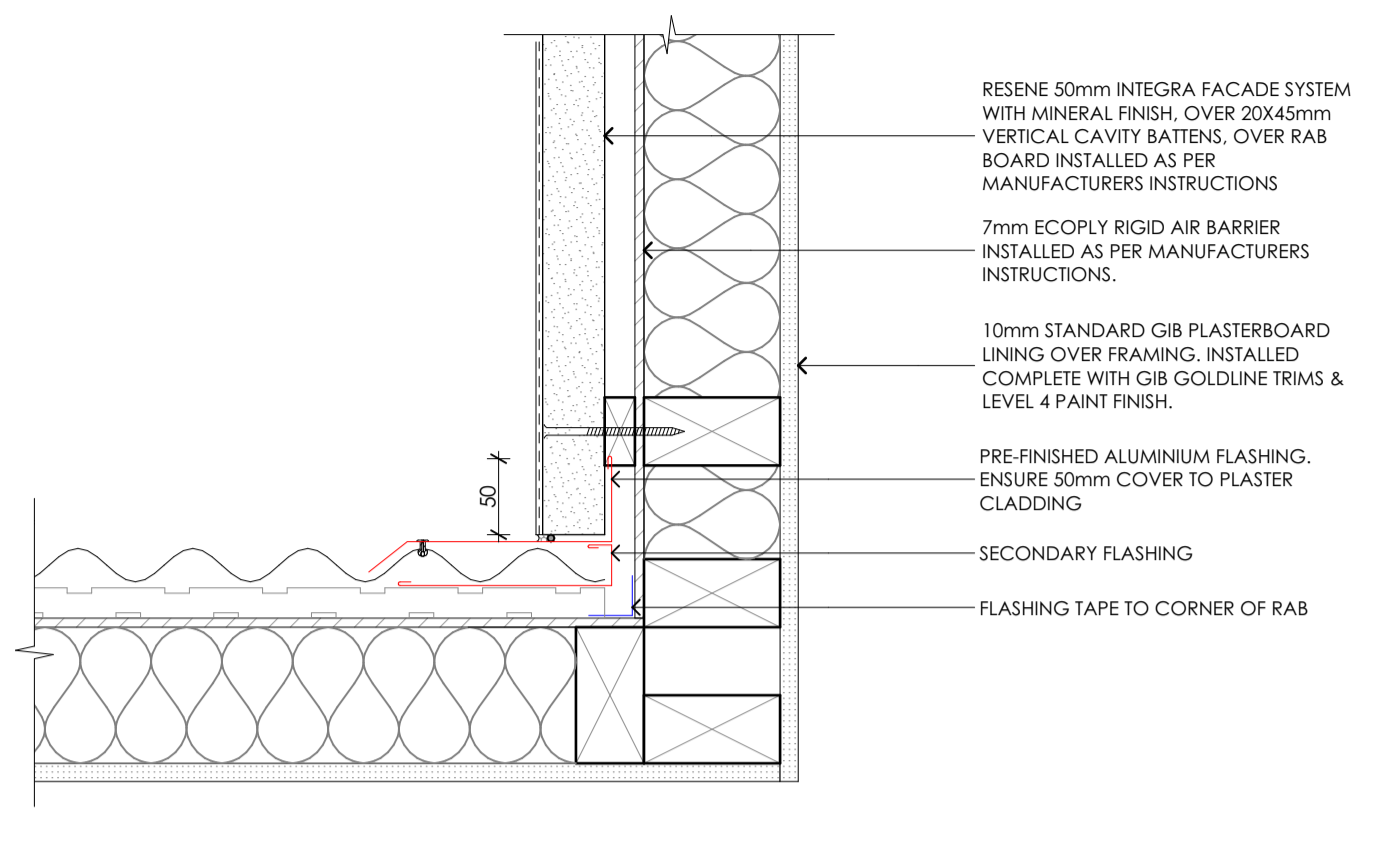 RESENE 50mm INTEGRA FACADE SYSTEM
WITH MINERAL FINISH, OVER 20X45mm
VERTICAL CAVITY BATTENS, OVER RAB
BOARD INSTALLED AS PER
MANUFACTURERS INSTRUCTIONS
7mm ECOPLY RIGID AIR BARRIER
INSTALLED AS PER MANUFACTURERS
INSTRUCTIONS.
10mm STANDARD GIB PLASTERBOARD
LINING OVER FRAMING. INSTALLED
COMPLETE WITH GIB GOLDLINE TRIMS &
LEVEL 4 PAINT FINISH.
PRE-FINISHED ALUMINIUM FLASHING.
ENSURE 50mm COVER TO PLASTER
CLADDING
50
SECONDARY FLASHING
FLASHING TAPE TO CORNER OF RAB